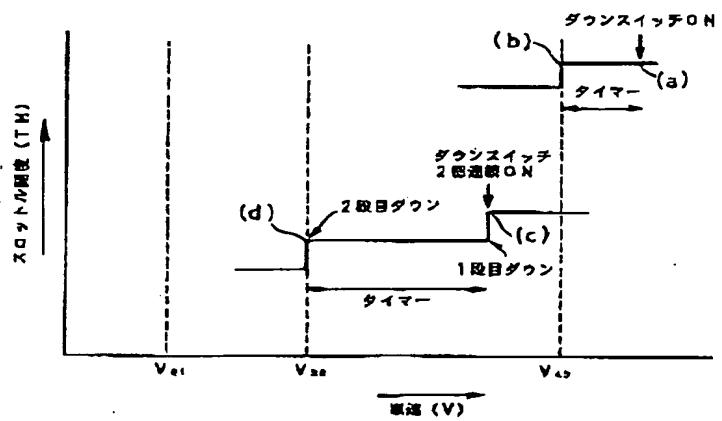 ダウンスイッチON
(b)
(a)
タイマー
ダウンスイッチ
2回連続ON
(d)
2段目ダウン
(c)
1段目ダウン
タイマー
スロットル開度(TH)
車速(V)